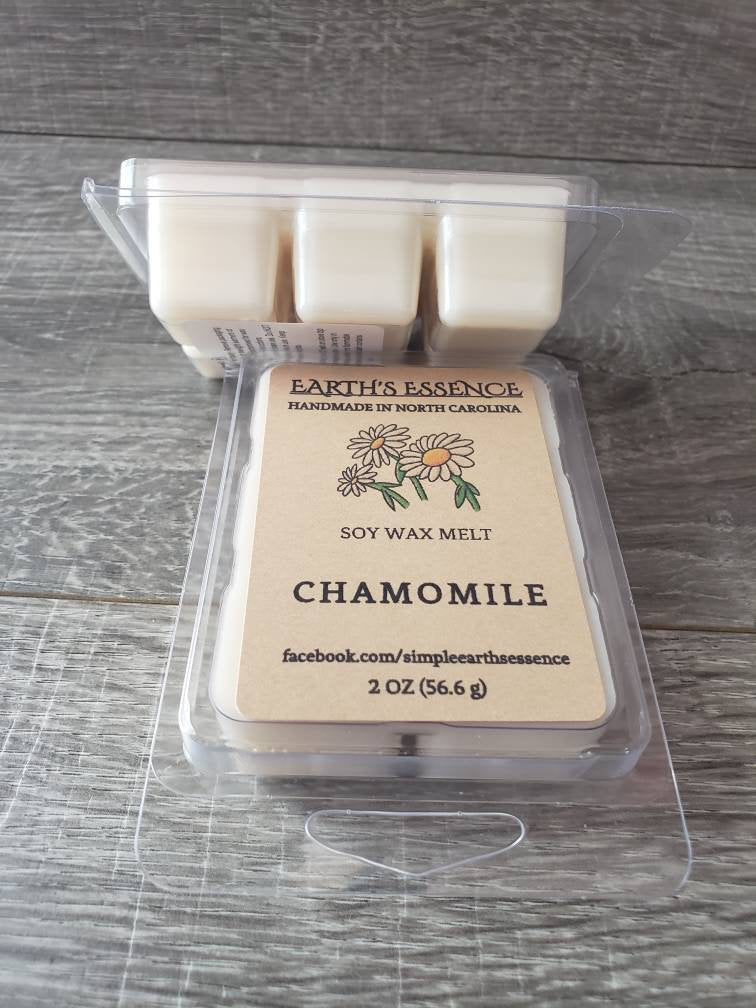 EARTH'S ESSENCE
HANDMADE IN NORTH CAROLINA
SOY WAX MELT
CHAMOMILE
facebook.com/simpleearthsessence
2 OZ (56.6 g)